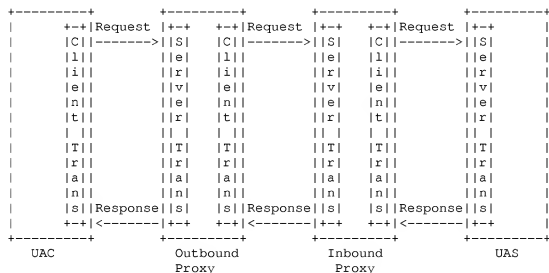 +---------+        +---------+        +---------+        +---------+
|      +-+|Request |+-+   +-+|Request |+-+   +-+|Request |+-+      |
|      |C||------->||S|   |C||------->||S|   |C||------->||S|      |
|      |l||        ||e|   |l||        ||e|   |l||        ||e|      |
|      |i||        ||r|   |i||        ||r|   |i||        ||r|      |
|      |e||        ||v|   |e||        ||v|   |e||        ||v|      |
|      |n||        ||e|   |n||        ||e|   |n||        ||e|      |
|      |t||        ||r|   |t||        ||r|   |t||        ||r|      |
|      | ||        || |   | ||        || |   | ||        || |      |
|      |T||        ||T|   |T||        ||T|   |T||        ||T|      |
|      |r||        ||r|   |r||        ||r|   |r||        ||r|      |
|      |a||        ||a|   |a||        ||a|   |a||        ||a|      |
|      |n||        ||n|   |n||        ||n|   |n||        ||n|      |
|      |s||Response||s|   |s||Response||s|   |s||Response||s|      |
|      +-+|<-------|+-+   +-+|<-------|+-+   +-+|<-------|+-+      |
+---------+        +---------+        +---------+        +---------+
   UAC               Outbound           Inbound              UAS
                     Proxy               Proxy